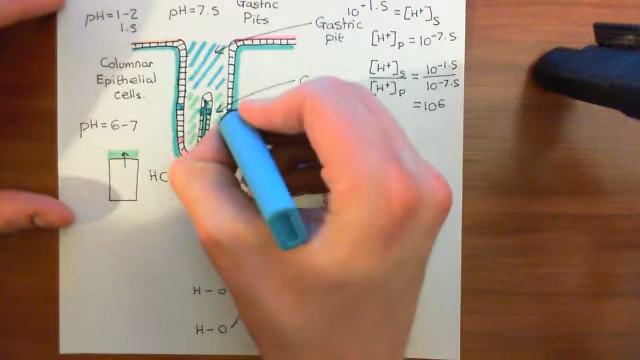 pH=1-2
1.5
pH=7.5
Gastric
Pits
Gastric
pit
Columnar
Epithelial
cells.
pH=6-7
HC
H-O
H-O
10^-1.5 = [H+]s
[H+]p = 10^-7.5
[H+]s / [H+]p = 10^-1.5 / 10^-7.5
= 10^6